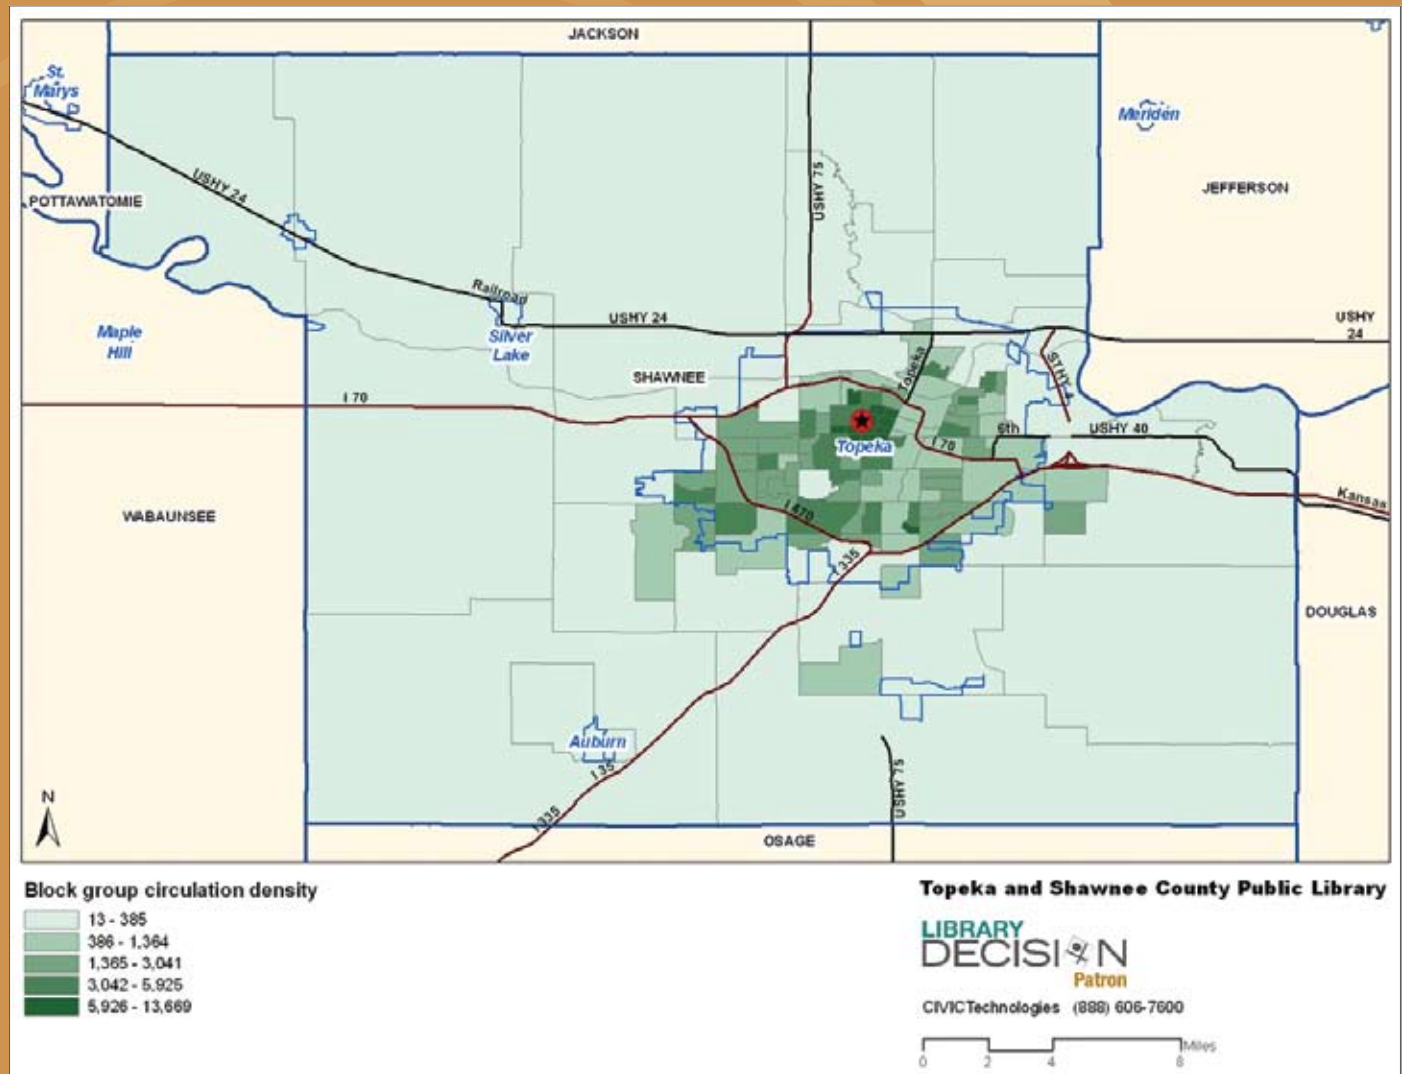 JACKSON
St.
Marys
Meriden
USHY 24
USHY 75
POTTAWATOMIE
JEFFERSON
Railroad
USHY 24
USHY
24
Maple
Hill
Silver
Lake
SHAWNEE
Topeka
STHY 4
I 70
6th
USHY 40
Topeka
I 70
Kansas
WABAUNSEE
I 470
I 335
DOUGLAS
Auburn
I 35
USHY 75
I 335
N
OSAGE
Block group circulation density
13 - 385
386 - 1,364
1,365 - 3,041
3,042 - 5,925
5,926 - 13,669
Topeka and Shawnee County Public Library
LIBRARY
DECISION
Patron
CIVICTechnologies (888) 606-7600
Miles
0 2 4 8